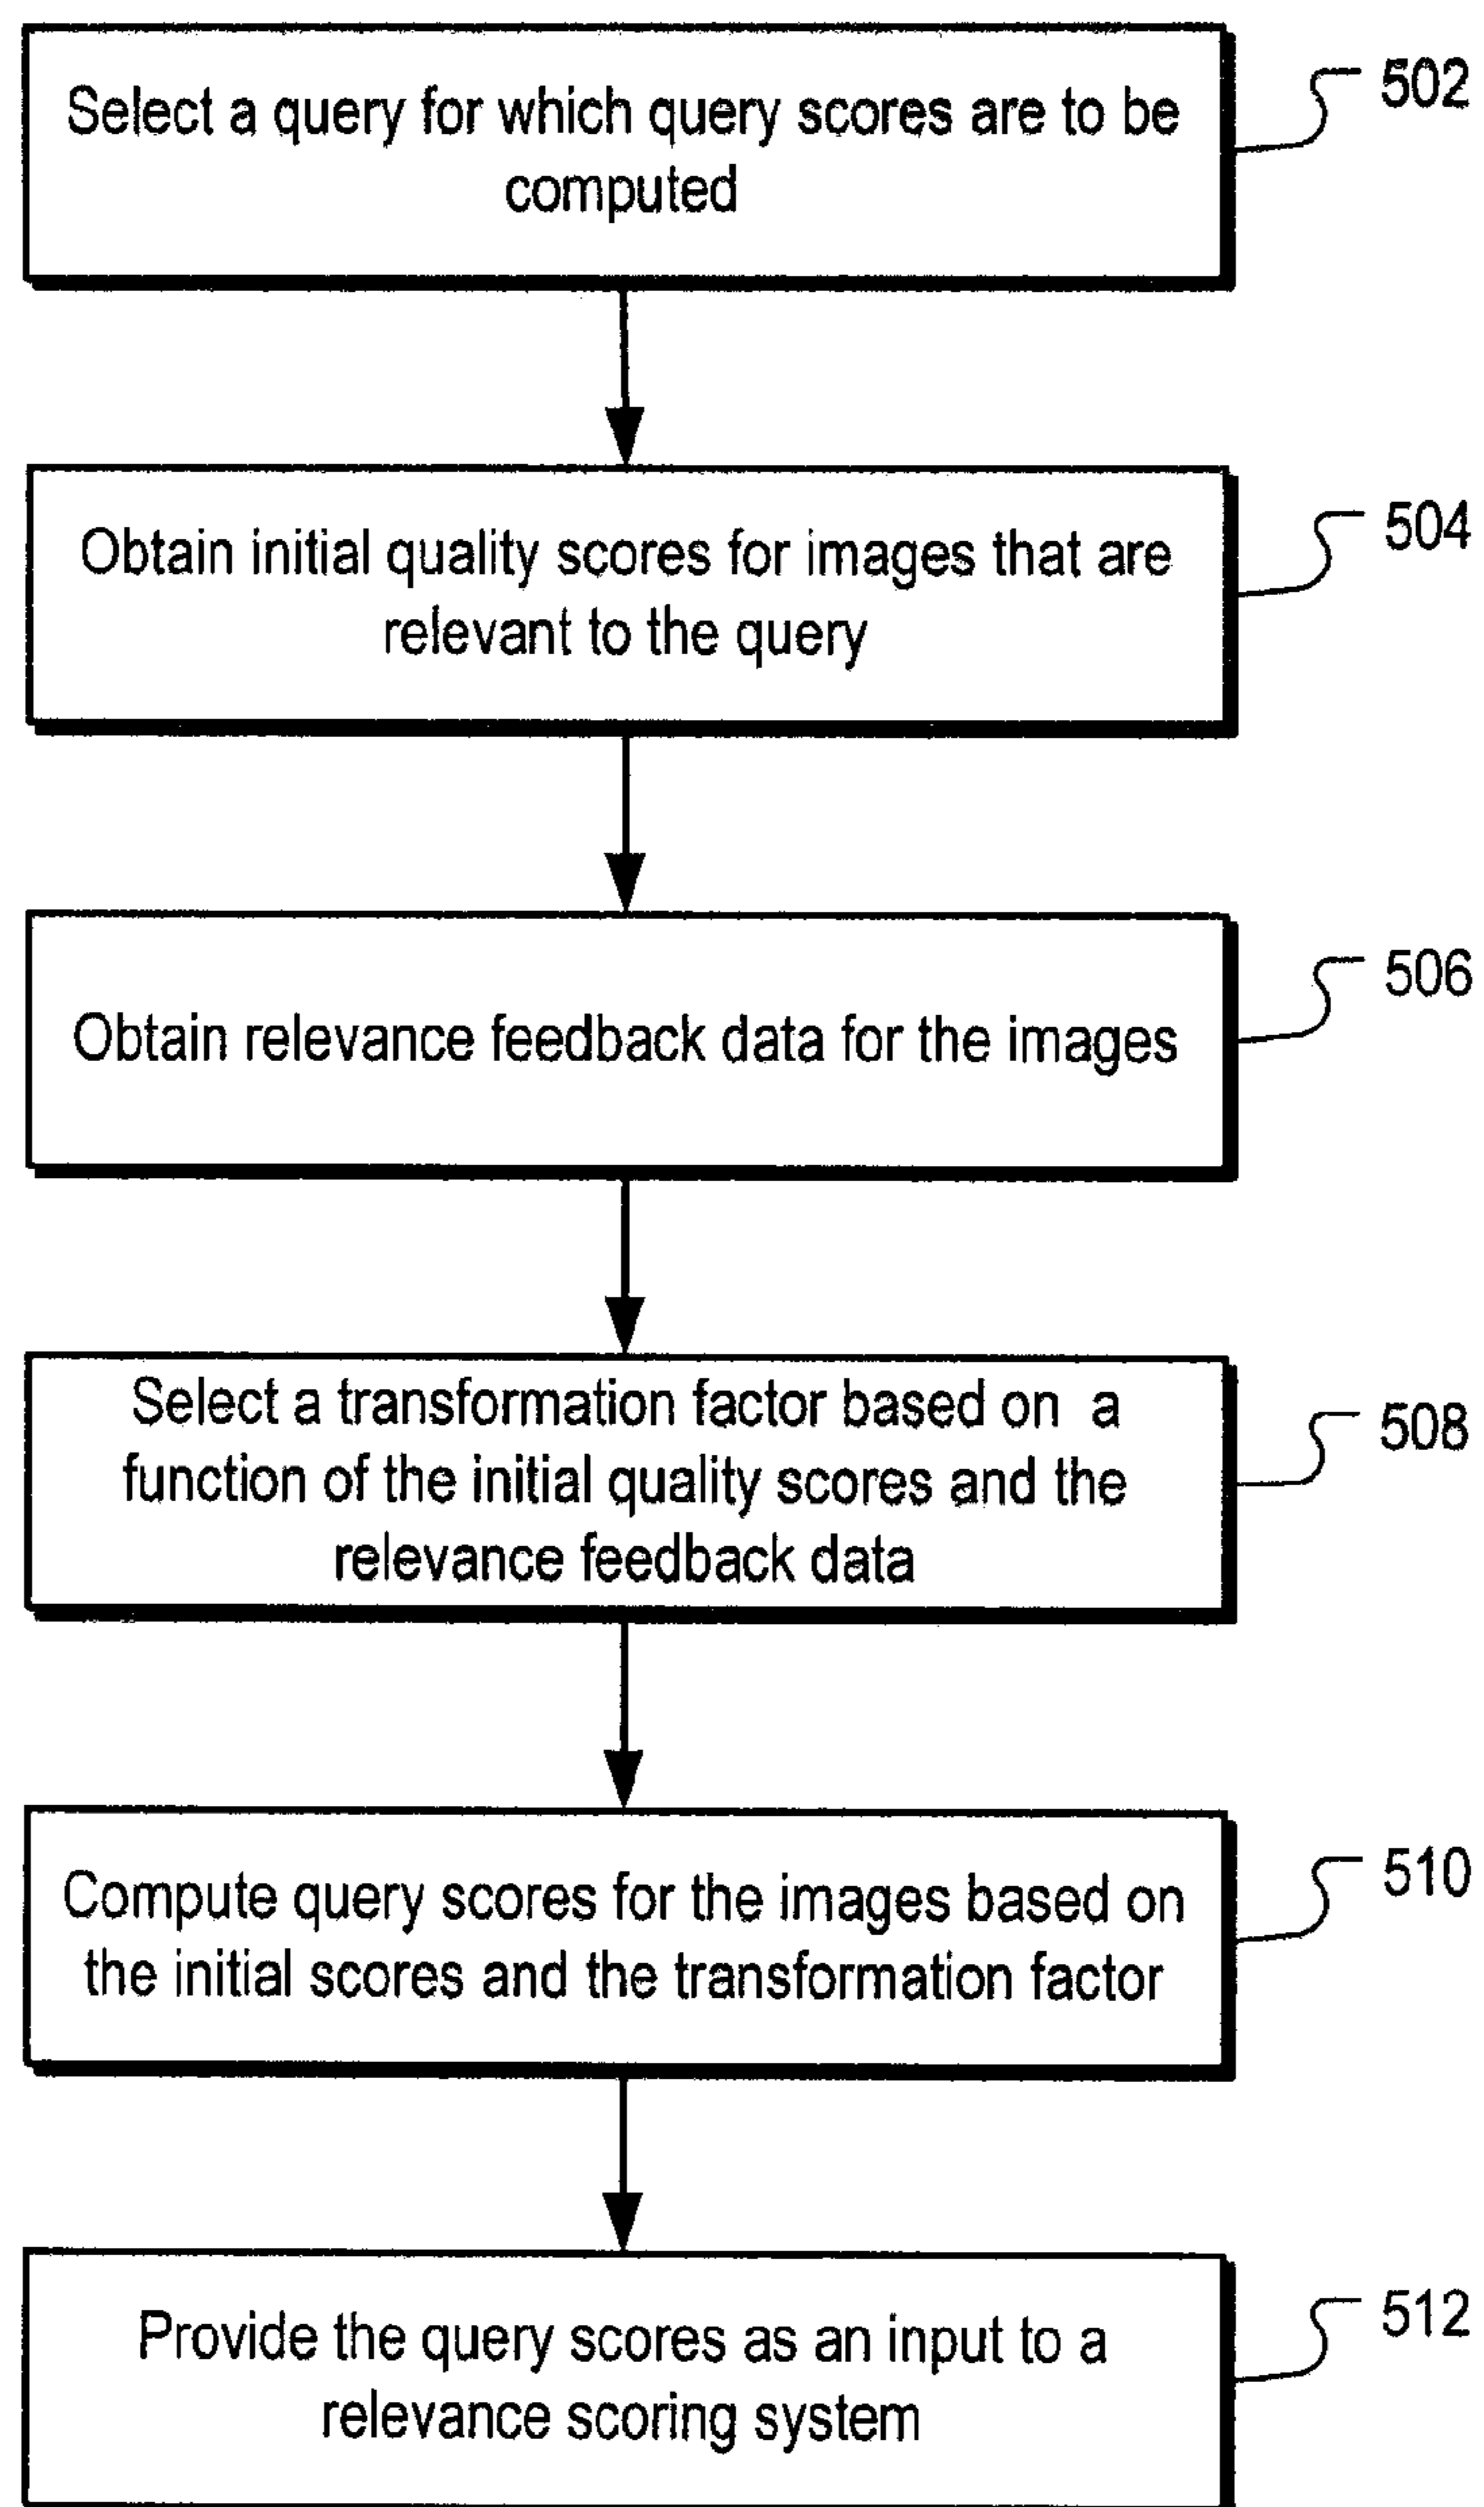 Select a query for which query scores are to be
computed
502
Obtain initial quality scores for images that are
relevant to the query
504
Obtain relevance feedback data for the images
506
Select a transformation factor based on a
function of the initial quality scores and the
relevance feedback data
508
Compute query scores for the images based on
the initial scores and the transformation factor
510
Provide the query scores as an input to a
relevance scoring system
512